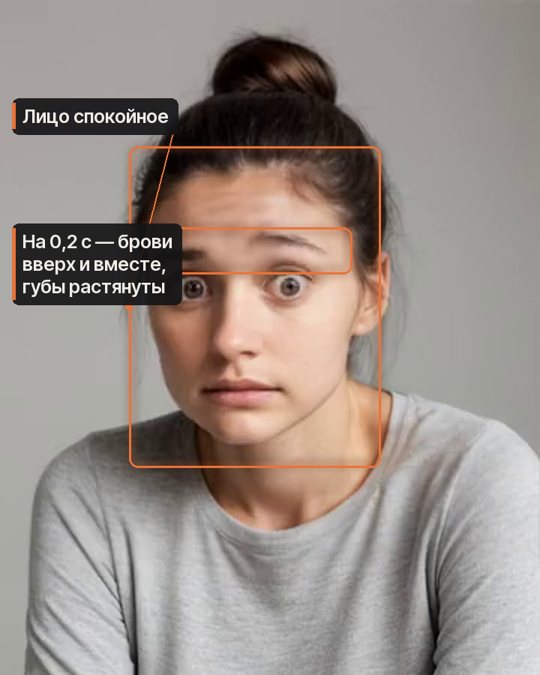 Лицо спокойное
На 0,2 с — брови
вверх и вместе,
губы растянуты